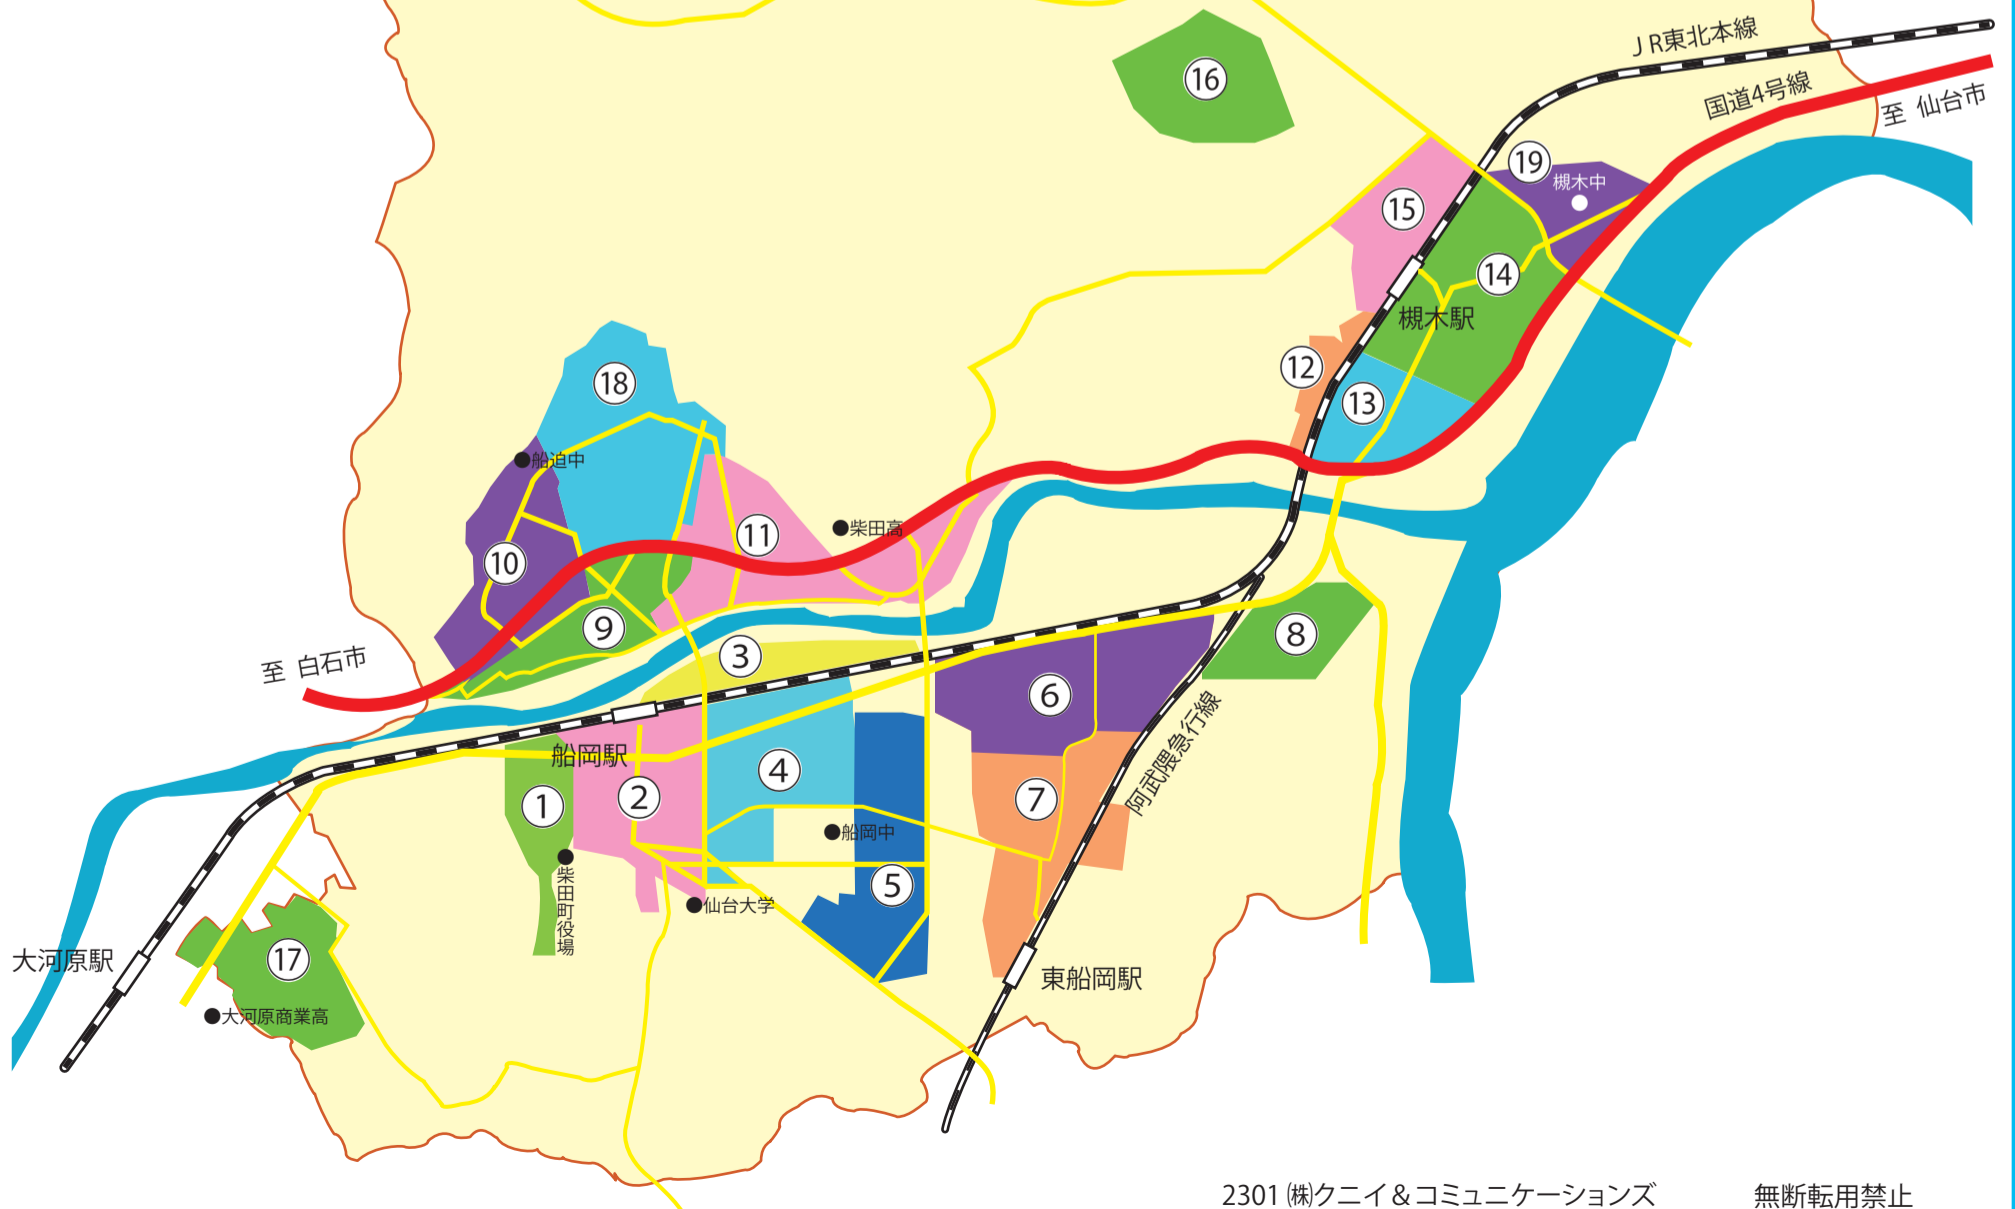 JR東北本線
国道4号線
至 仙台市
⑯
⑲
槻木中
⑮
⑭
槻木駅
⑫
⑬
⑱
船迫中
⑪
柴田高
⑩
⑨
⑧
至 白石市
③
⑥
船岡駅
④
②
①
⑦
阿武隈急行線
船岡中
柴田町役場
⑤
仙台大学
大河原駅
⑰
東船岡駅
大河原商業高
2301 ㈱クニイ＆コミュニケーションズ
無断転用禁止